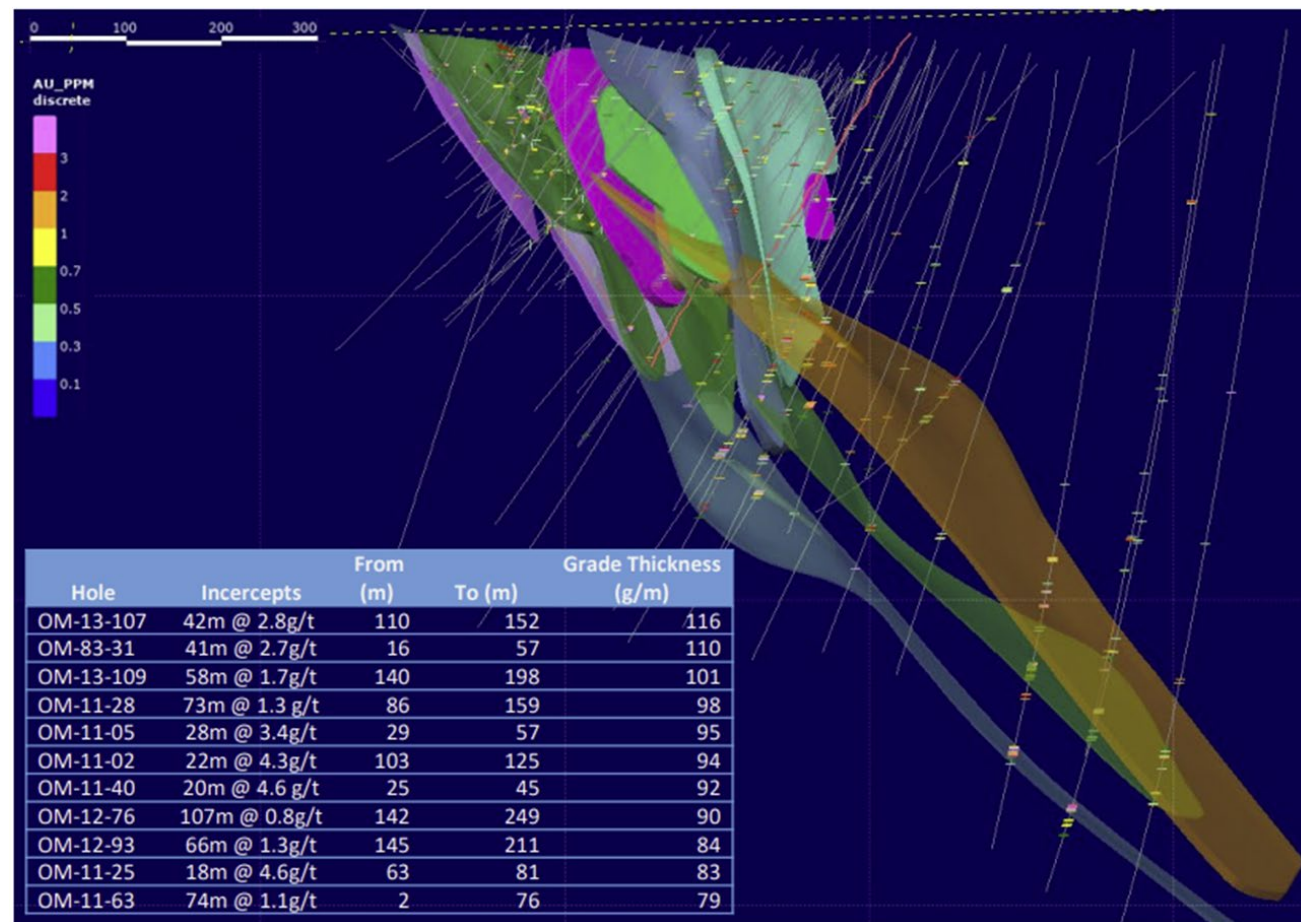 0 100 200 300
AU_PPM
discrete
3
2
1
0.7
0.5
0.3
0.1
Hole Incercepts From (m) To (m) Grade Thickness (g/m)
OM-13-107 42m @ 2.8g/t 110 152 116
OM-83-31 41m @ 2.7g/t 16 57 110
OM-13-109 58m @ 1.7g/t 140 198 101
OM-11-28 73m @ 1.3 g/t 86 159 98
OM-11-05 28m @ 3.4g/t 29 57 95
OM-11-02 22m @ 4.3g/t 103 125 94
OM-11-40 20m @ 4.6 g/t 25 45 92
OM-12-76 107m @ 0.8g/t 142 249 90
OM-12-93 66m @ 1.3g/t 145 211 84
OM-11-25 18m @ 4.6g/t 63 81 83
OM-11-63 74m @ 1.1g/t 2 76 79